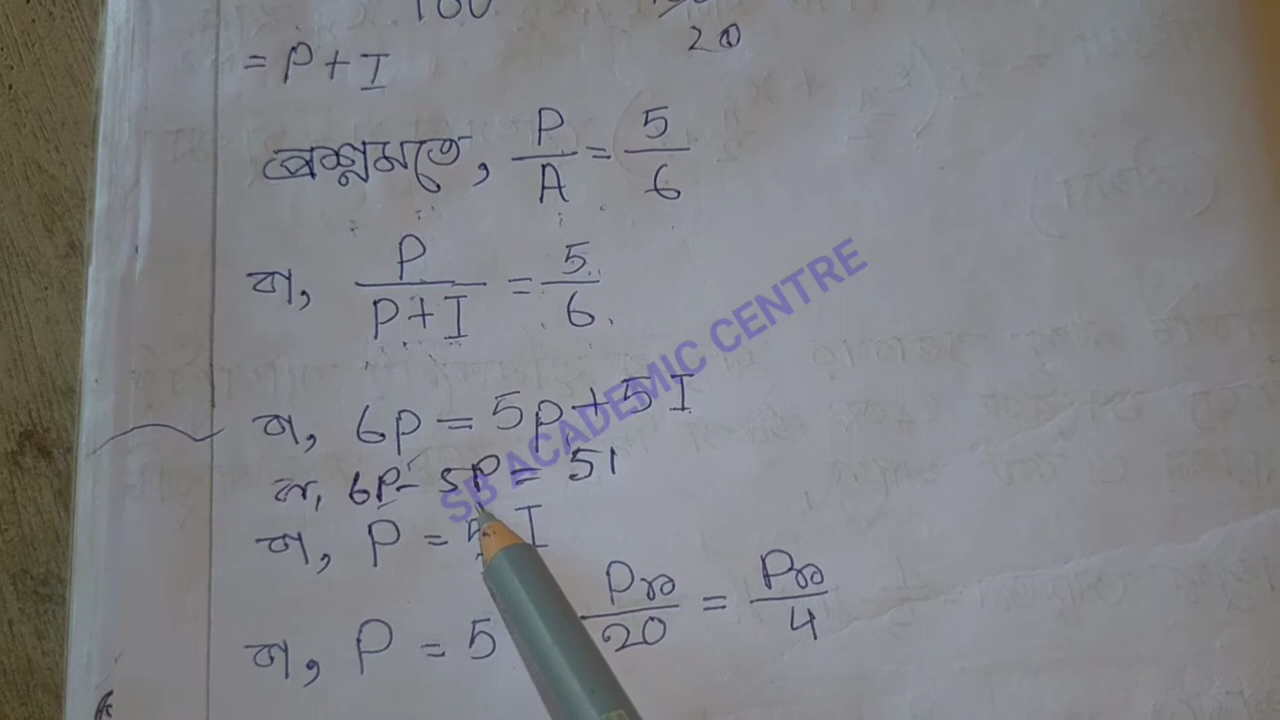 100
20
= P + I
প্রশ্নমতে, P/A = 5/6
বা, P/(P+I) = 5/6
বা, 6P = 5P + 5I
বা, 6P - 5P = 5I
বা, P = 5I
বা, P = 5 Pr/20 = Pr/4
SB ACADEMIC CENTRE